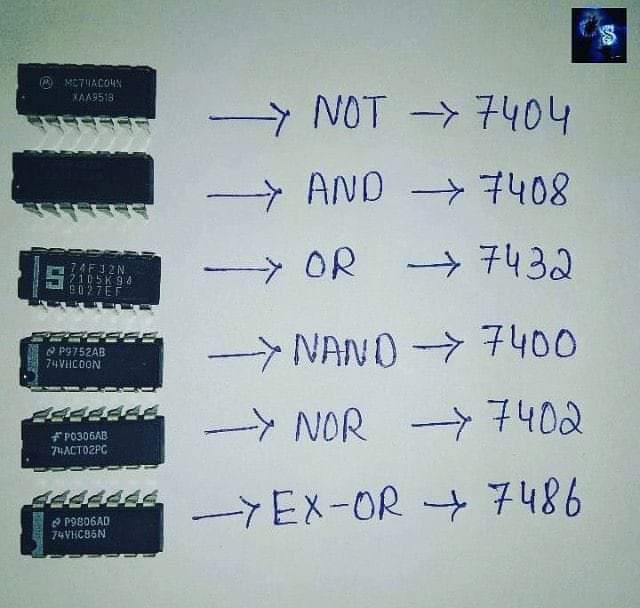 S
MC74AC04N
XAA9518
→ NOT → 7404
→ AND → 7408
S 74F32N
2105K94
9027EF
→ OR → 7432
P9752AB
74VHC00N
→ NAND → 7400
P0306AB
74ACT02PC
→ NOR → 7402
P9806AD
74VHC86N
→ EX-OR → 7486